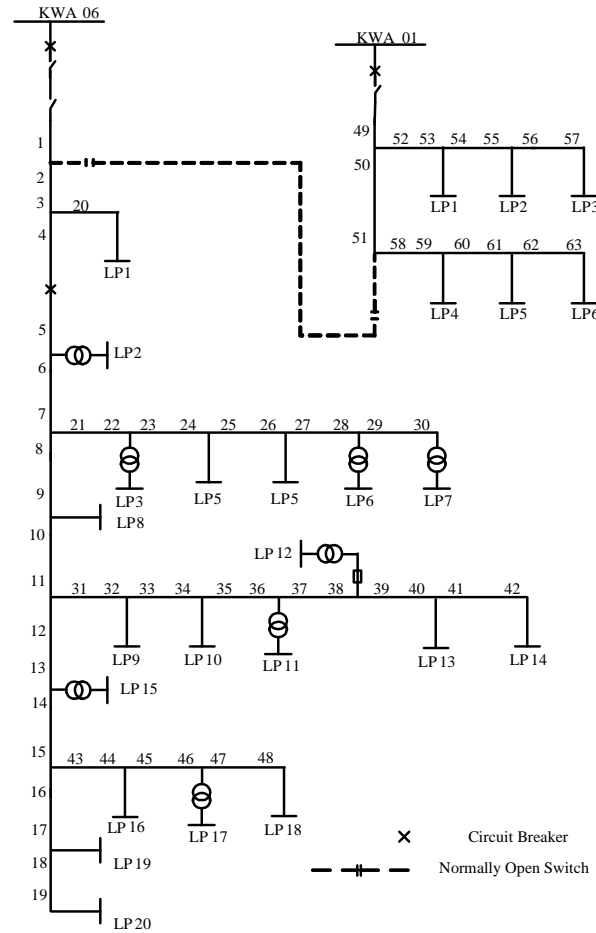 KWA 06
KWA 01
1
49
52 53 54 55 56 57
50
2
3
20
4
LP1 LP2 LP3
51
58 59 60 61 62 63
LP1
LP4 LP5 LP6
5
LP2
6
7
21 22 23 24 25 26 27 28 29 30
8
LP3 LP5 LP5 LP6 LP7
9
LP8
10
LP 12
11
31 32 33 34 35 36 37 38 39 40 41 42
12
LP9 LP10 LP11 LP13 LP14
13
LP 15
14
15
43 44 45 46 47 48
16
LP 16 LP 17 LP 18
17
Circuit Breaker
18
LP 19
Normally Open Switch
19
LP 20